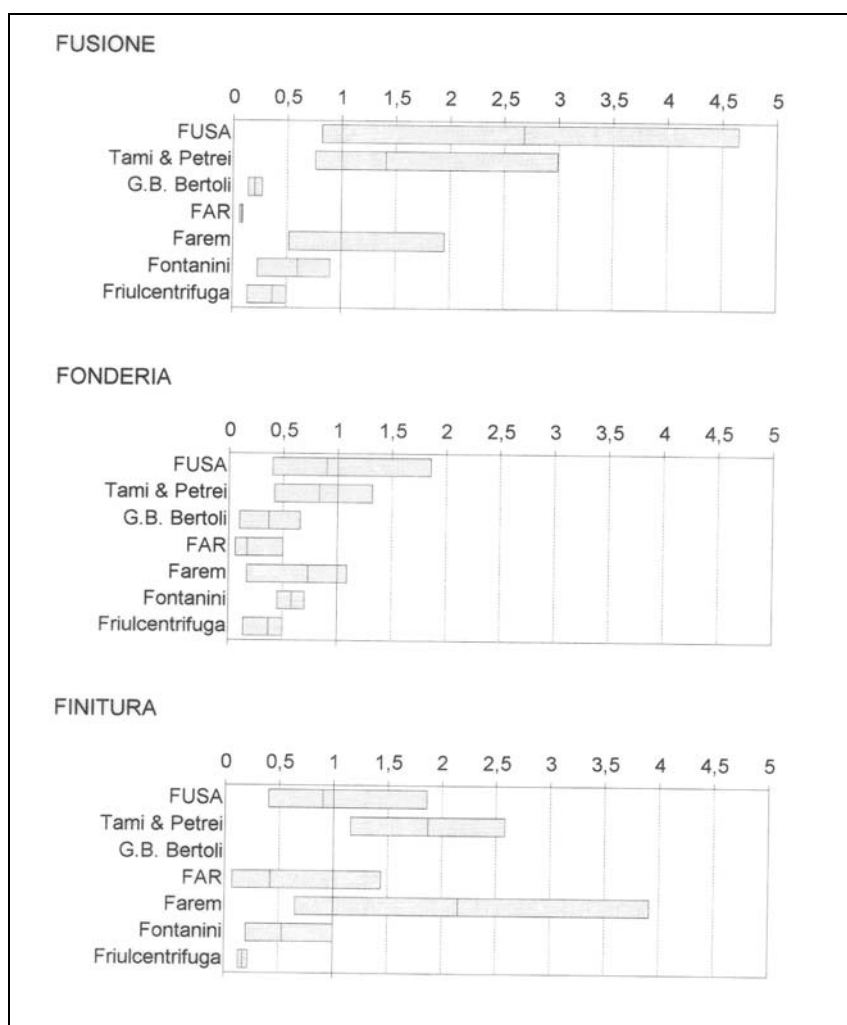 FUSIONE
0 0,5 1 1,5 2 2,5 3 3,5 4 4,5 5
FUSA
Tami & Petrei
G.B. Bertoli
FAR
Farem
Fontanini
Friulcentrifuga
FONDERIA
0 0,5 1 1,5 2 2,5 3 3,5 4 4,5 5
FUSA
Tami & Petrei
G.B. Bertoli
FAR
Farem
Fontanini
Friulcentrifuga
FINITURA
0 0,5 1 1,5 2 2,5 3 3,5 4 4,5 5
FUSA
Tami & Petrei
G.B. Bertoli
FAR
Farem
Fontanini
Friulcentrifuga